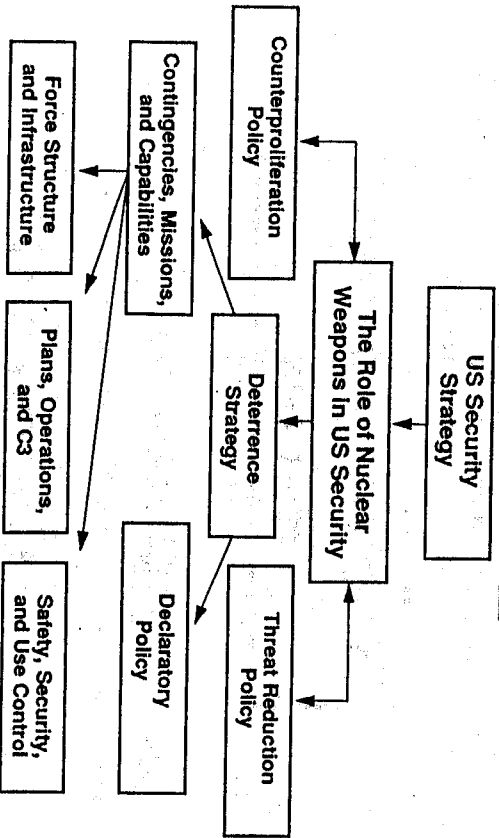 US Security
Strategy
The Role of Nuclear
Weapons in US Security
Counterproliferation
Policy
Threat Reduction
Policy
Deterrence
Strategy
Contingencies, Missions,
and Capabilities
Declaratory
Policy
Force Structure
and Infrastructure
Plans, Operations,
and C3
Safety, Security,
and Use Control